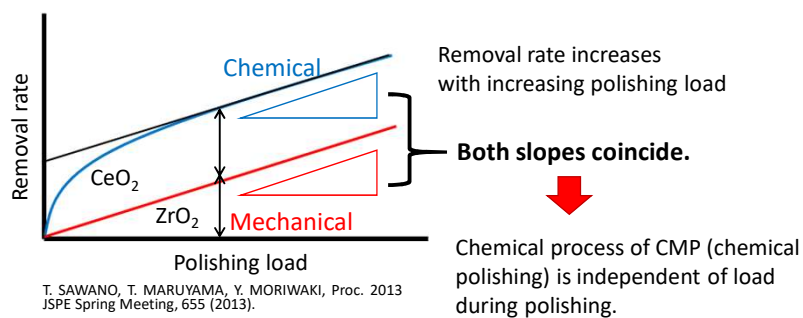 Removal rate
Chemical
CeO2
ZrO2
Mechanical
Polishing load
T. SAWANO, T. MARUYAMA, Y. MORIWAKI, Proc. 2013
JSPE Spring Meeting, 655 (2013).
Removal rate increases
with increasing polishing load
Both slopes coincide.
Chemical process of CMP (chemical
polishing) is independent of load
during polishing.